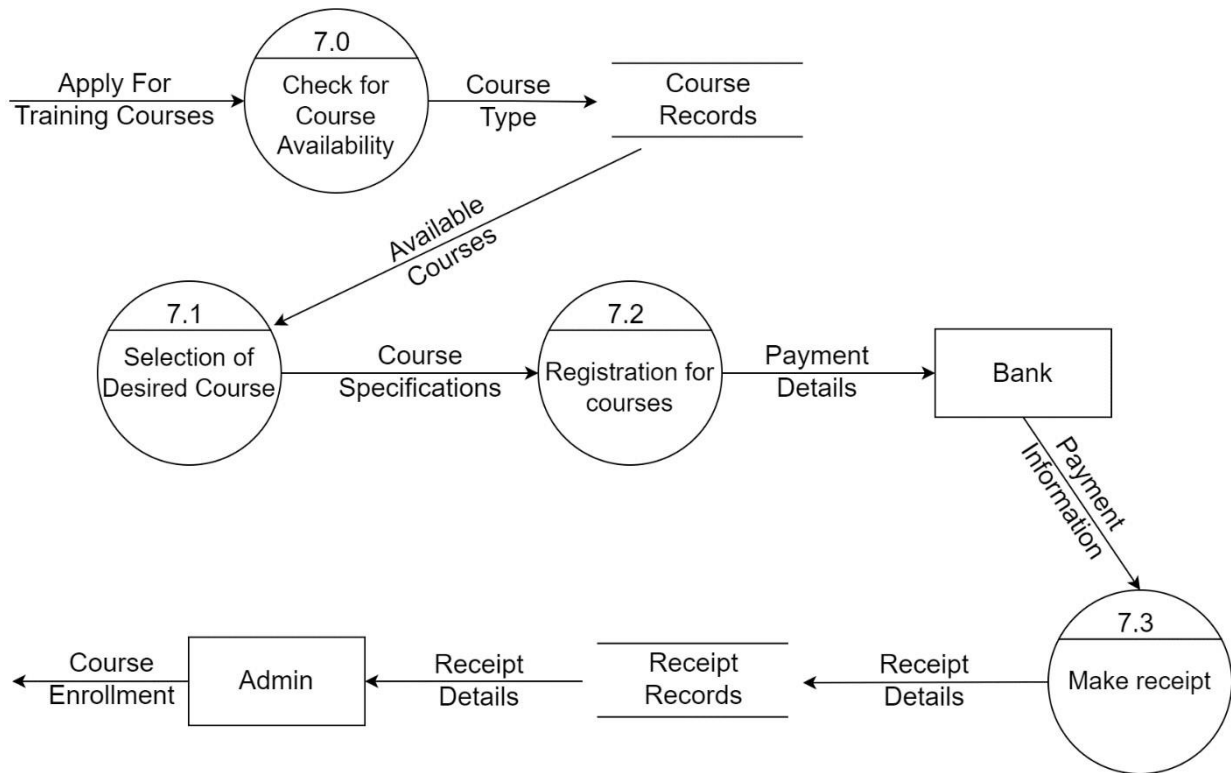 7.0
Apply For
Training Courses
Check for
Course
Availability
Course
Type
Course
Records
Available
Courses
7.1
Selection of
Desired Course
Course
Specifications
7.2
Registration for
courses
Payment
Details
Bank
Payment
Information
7.3
Make receipt
Receipt
Details
Receipt
Records
Receipt
Details
Admin
Course
Enrollment